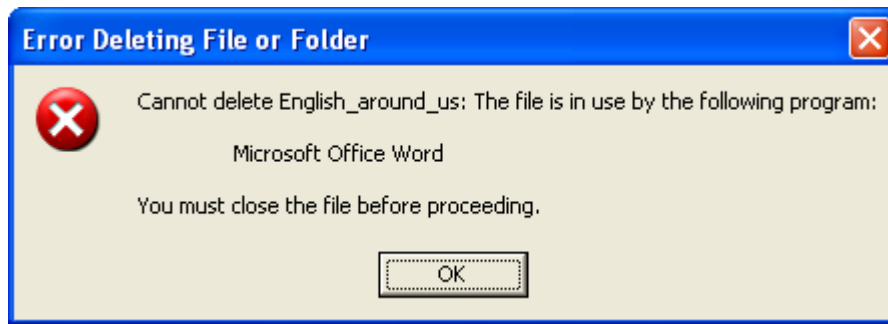 Error Deleting File or Folder
Cannot delete English_around_us: The file is in use by the following program:
Microsoft Office Word
You must close the file before proceeding.
OK